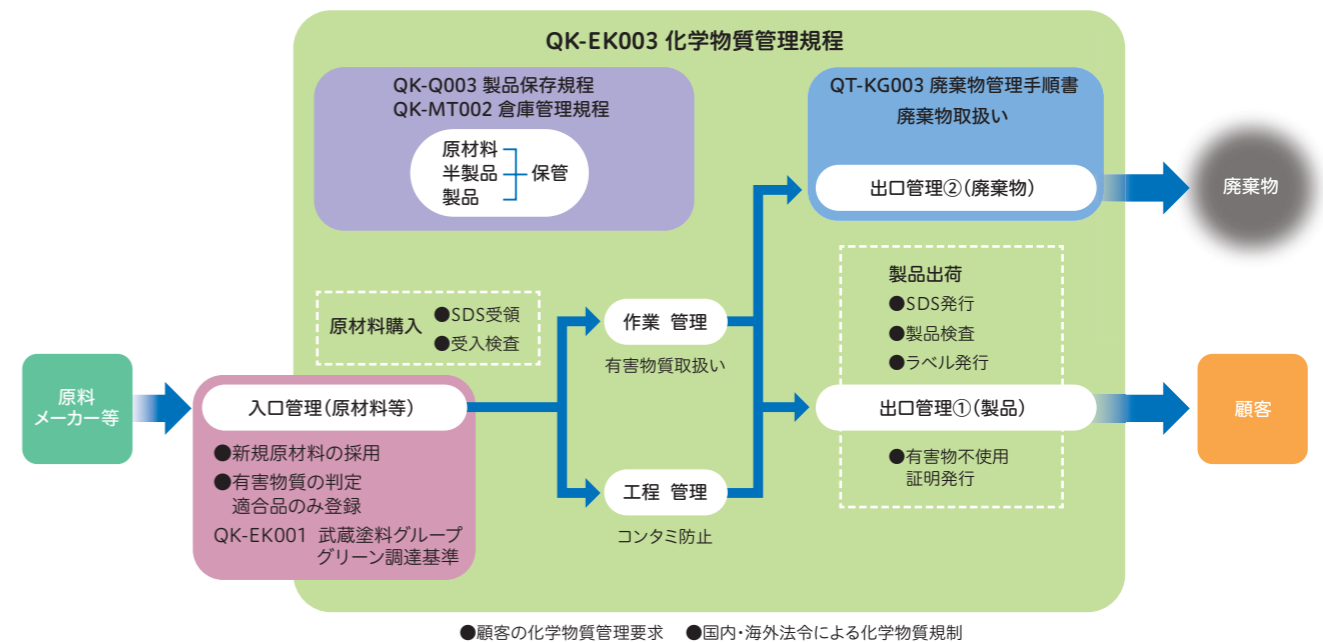 QK-EK003 化学物質管理規程
QK-Q003 製品保存規程
QK-MT002 倉庫管理規程
原材料
半製品
製品
保管
QT-KG003 廃棄物管理手順書
廃棄物取扱い
出口管理②(廃棄物)
廃棄物
原材料購入
●SDS受領
●受入検査
作業 管理
有害物質取扱い
製品出荷
●SDS発行
●製品検査
●ラベル発行
原料
メーカー等
入口管理(原材料等)
●新規原材料の採用
●有害物質の判定
適合品のみ登録
QK-EK001 武蔵塗料グループ
グリーン調達基準
工程 管理
コンタミ防止
出口管理①(製品)
●有害物不使用
証明発行
顧客
●顧客の化学物質管理要求 ●国内・海外法令による化学物質規制